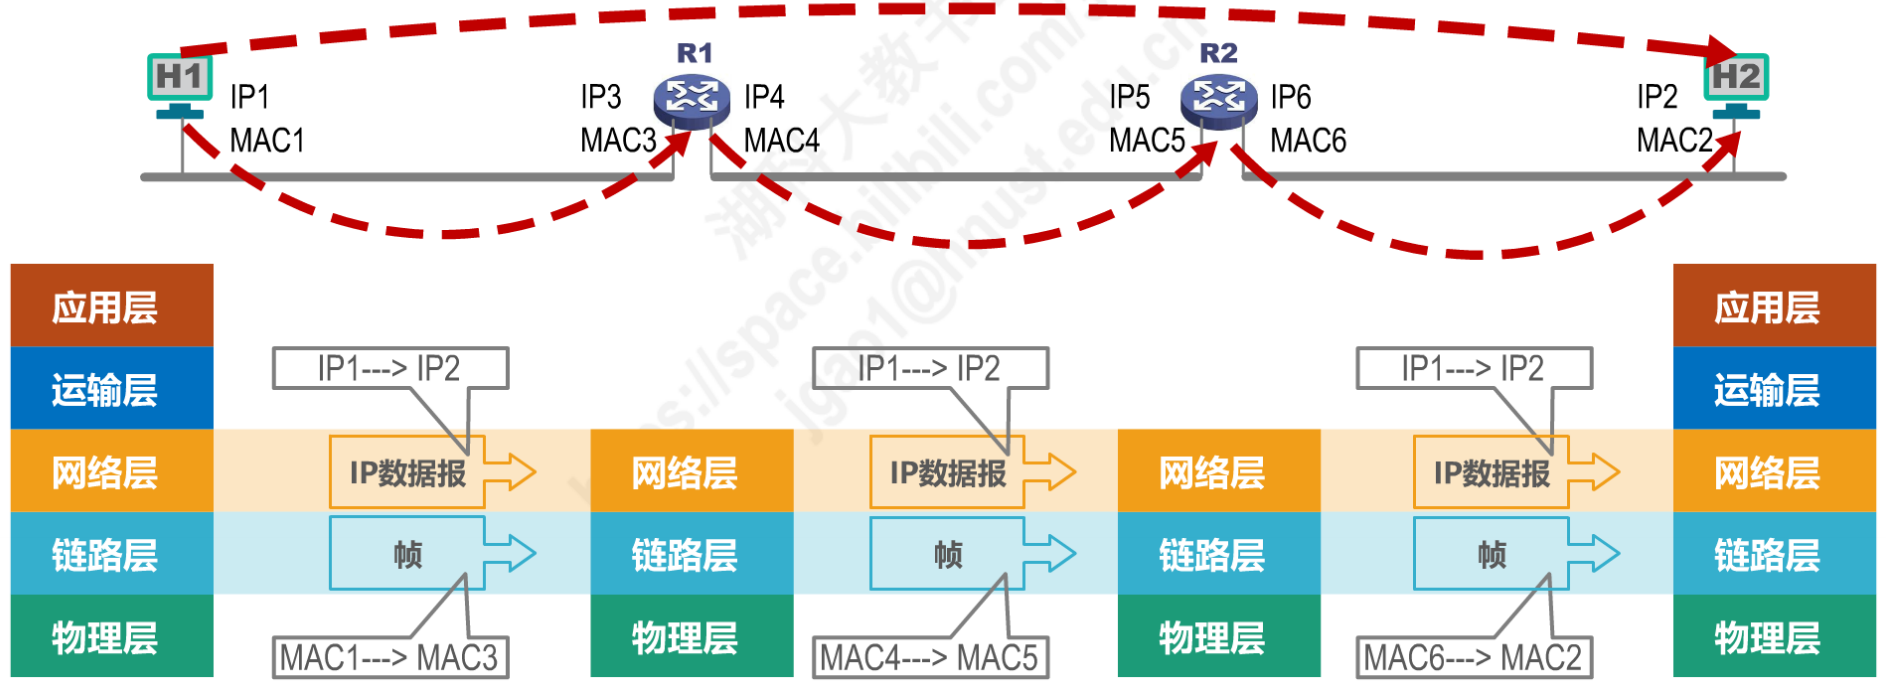 H1
R1
R2
H2
IP1
MAC1
IP3
MAC3
IP4
MAC4
IP5
MAC5
IP6
MAC6
IP2
MAC2
湖科大教书
https://space.bilibili.com/
jgao1@hnust.edu.cn
应用层
应用层
运输层
IP1---> IP2
IP1---> IP2
IP1---> IP2
运输层
网络层
IP数据报
网络层
IP数据报
网络层
IP数据报
网络层
链路层
帧
链路层
帧
链路层
帧
链路层
物理层
MAC1---> MAC3
物理层
MAC4---> MAC5
物理层
MAC6---> MAC2
物理层